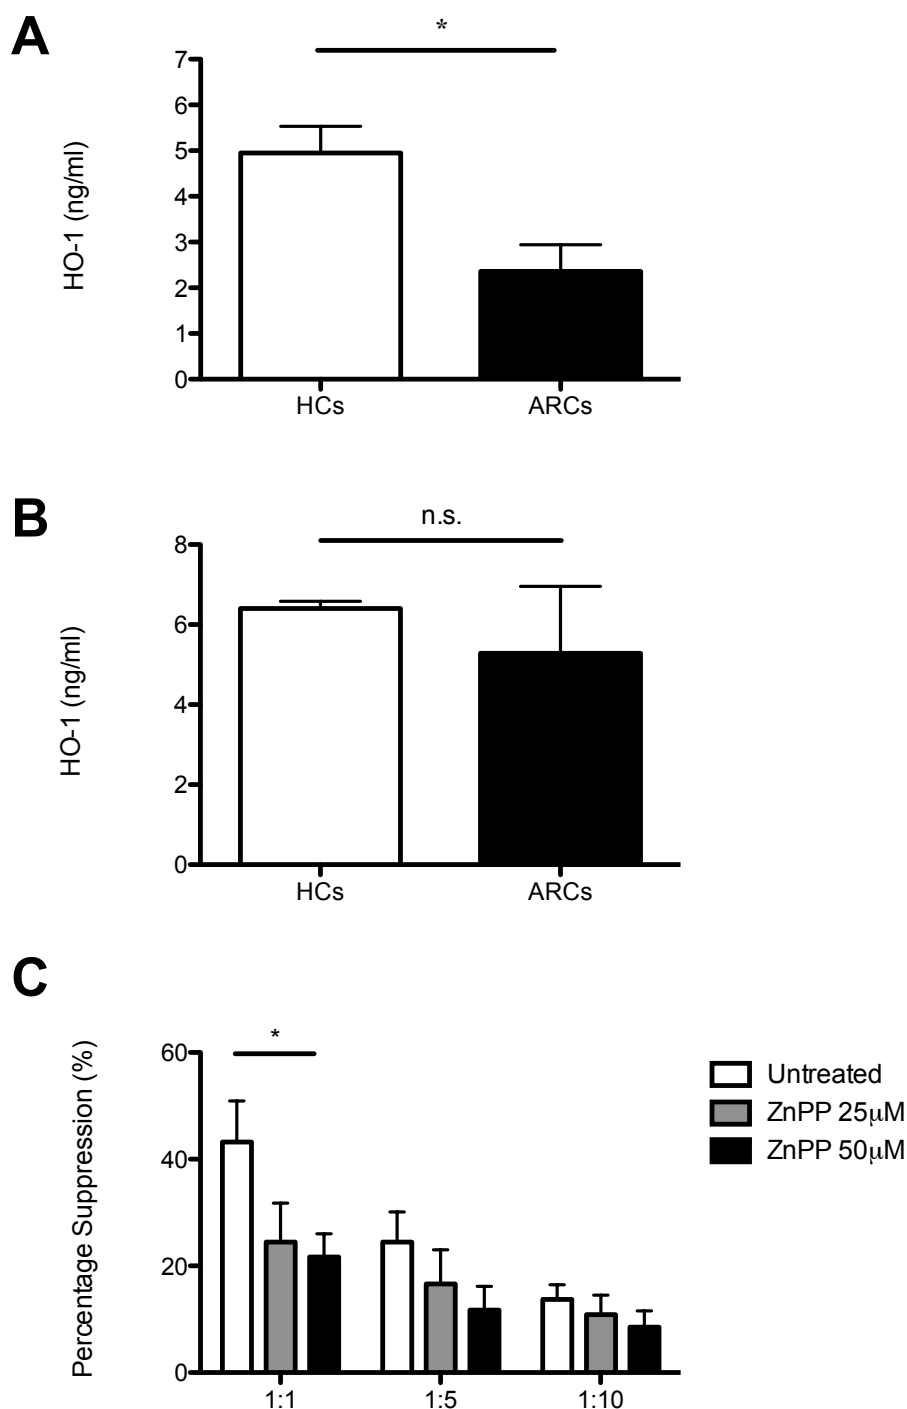 A
*
7
6
5
4
3
2
1
0
HO-1 (ng/ml)
HCs
ARCs
B
n.s.
8
6
4
2
0
HO-1 (ng/ml)
HCs
ARCs
C
*
60
40
20
0
Percentage Suppression (%)
1:1
1:5
1:10
Untreated
ZnPP 25μM
ZnPP 50μM